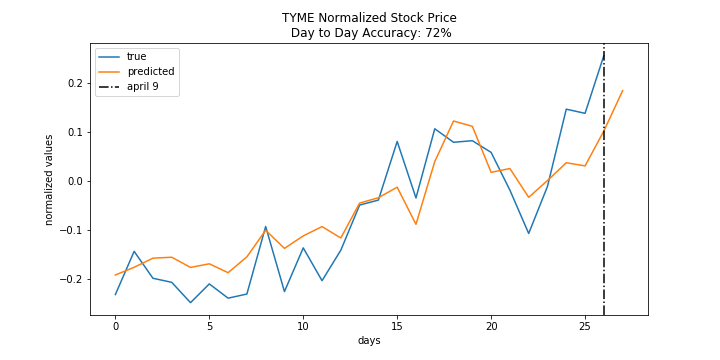 TYME Normalized Stock Price
Day to Day Accuracy: 72%
true
predicted
april 9
normalized values
0.2
0.1
0.0
−0.1
−0.2
0
5
10
15
20
25
days